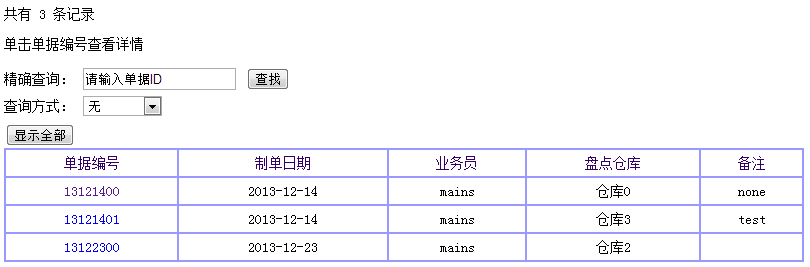 共有 3 条记录
单击单据编号查看详情
精确查询： 请输入单据ID 查找
查询方式： 无
显示全部
单据编号 制单日期 业务员 盘点仓库 备注
13121400 2013-12-14 mains 仓库0 none
13121401 2013-12-14 mains 仓库3 test
13122300 2013-12-23 mains 仓库2